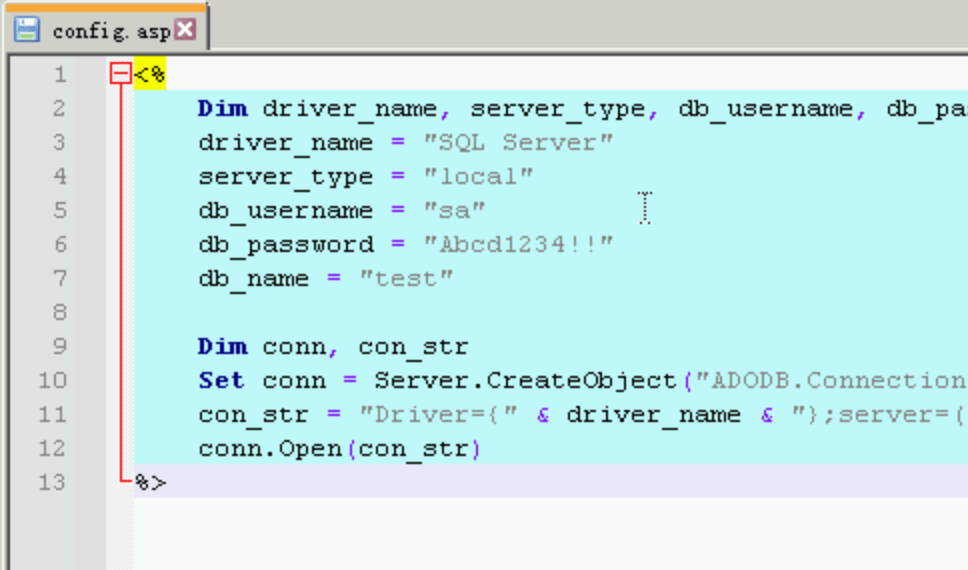 config.asp
1 <%
2 Dim driver_name, server_type, db_username, db_pa
3 driver_name = "SQL Server"
4 server_type = "local"
5 db_username = "sa"
6 db_password = "Abcd1234!!"
7 db_name = "test"
8
9 Dim conn, con_str
10 Set conn = Server.CreateObject("ADODB.Connection
11 con_str = "Driver={" & driver_name & "};server=(
12 conn.Open(con_str)
13 %>